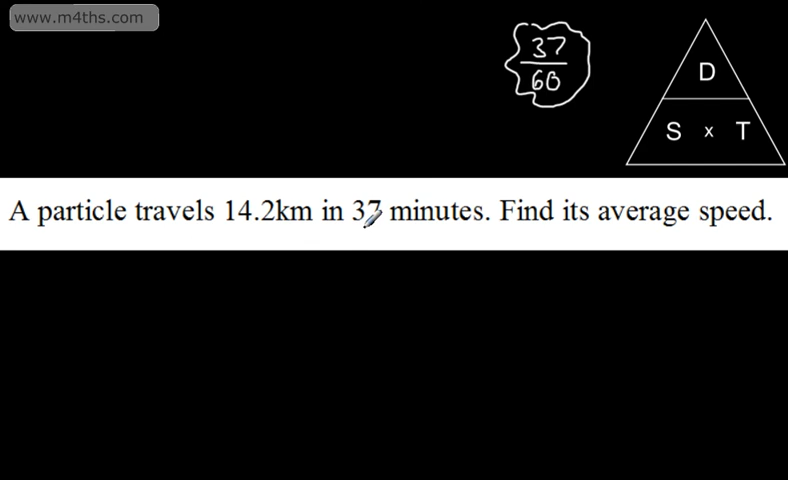 www.m4ths.com
37
60
D
S x T
A particle travels 14.2km in 37 minutes. Find its average speed.